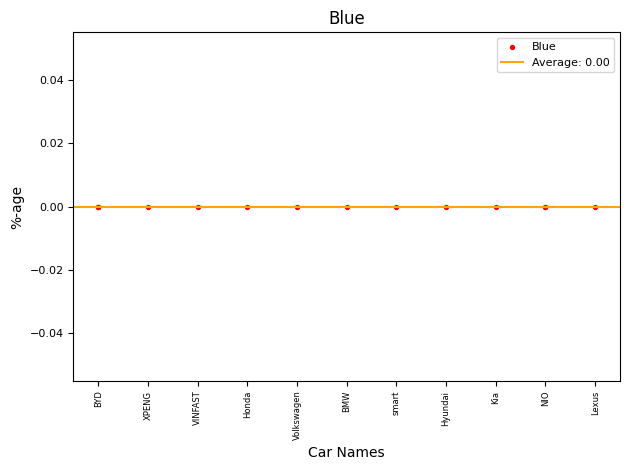 Blue
Blue
Average: 0.00
%-age
0.04
0.02
0.00
−0.02
−0.04
BYD
XPENG
VINFAST
Honda
Volkswagen
BMW
smart
Hyundai
Kia
NIO
Lexus
Car Names